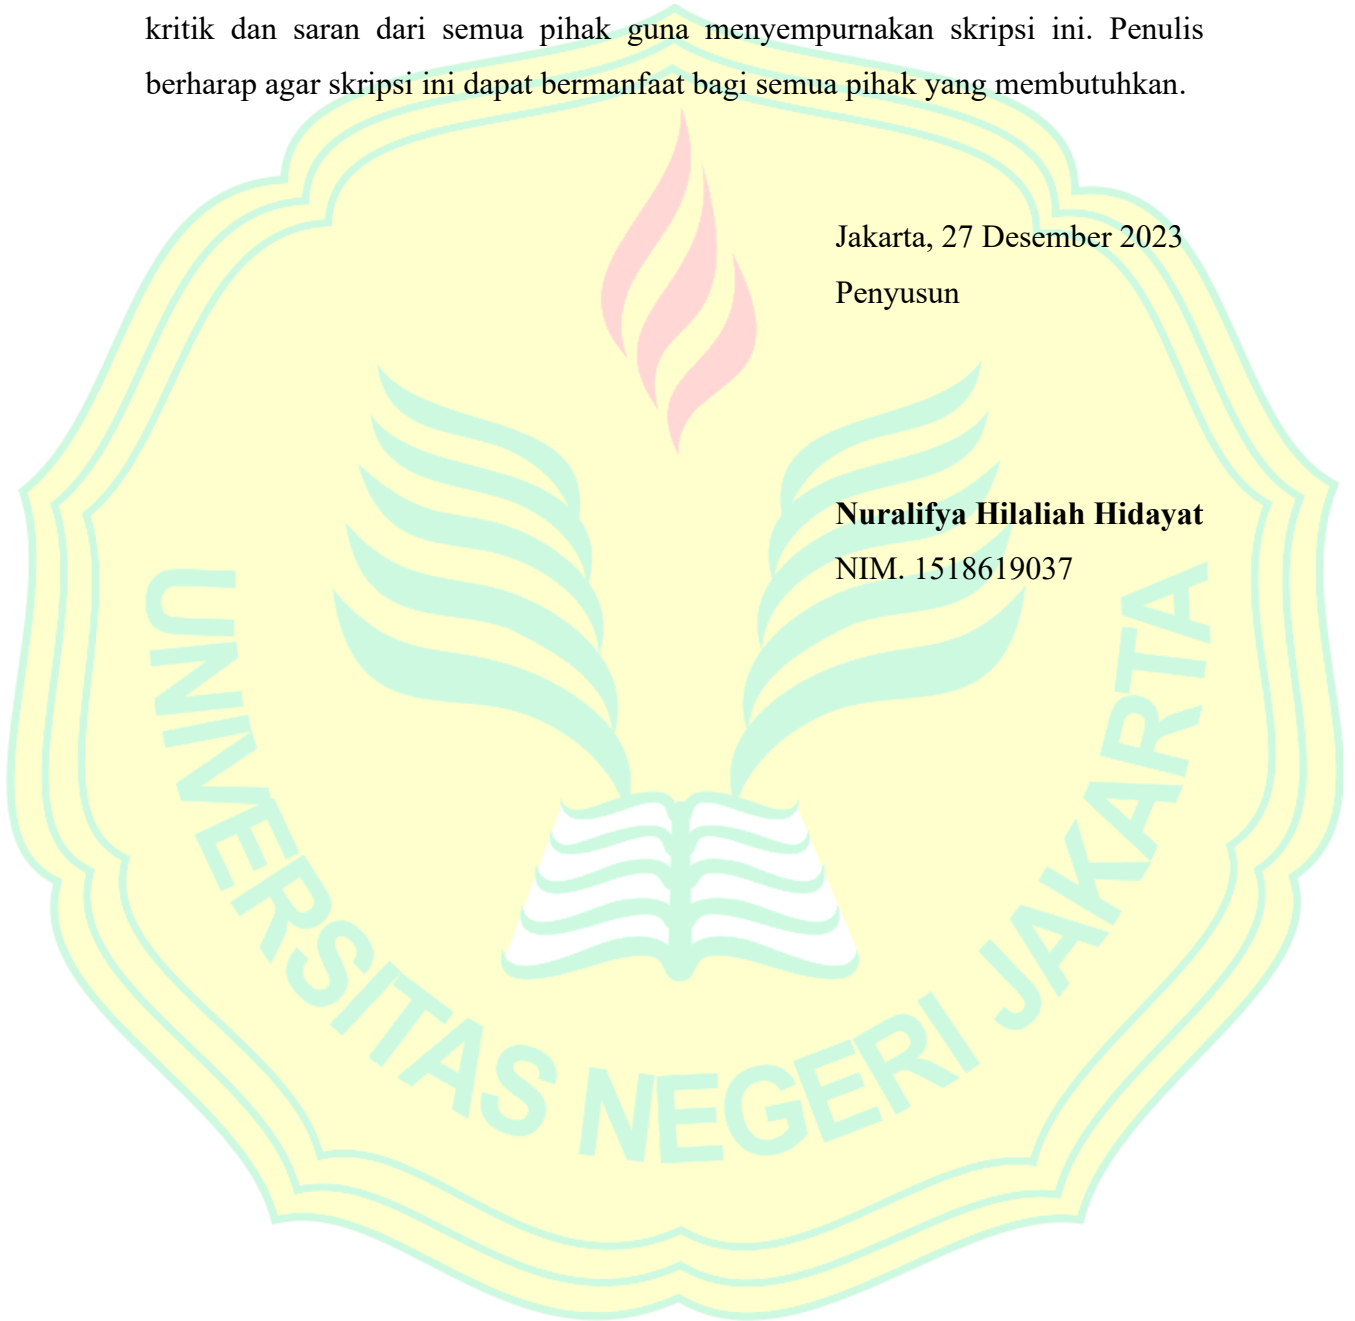 kritik dan saran dari semua pihak guna menyempurnakan skripsi ini. Penulis
berharap agar skripsi ini dapat bermanfaat bagi semua pihak yang membutuhkan.
Jakarta, 27 Desember 2023
Penyusun
Nuralifya Hilaliah Hidayat
NIM. 1518619037
UNIVERSITAS NEGERI JAKARTA